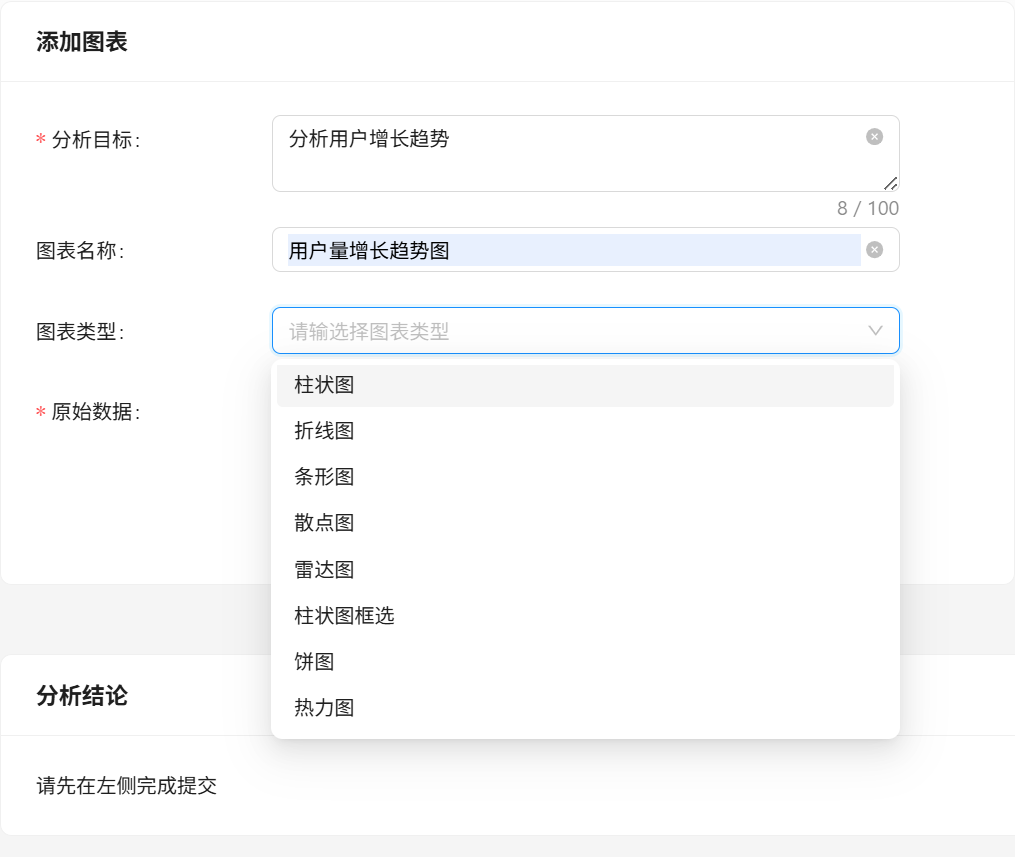 添加图表
* 分析目标:
分析用户增长趋势
8 / 100
图表名称:
用户量增长趋势图
图表类型:
请输选择图表类型
柱状图
* 原始数据:
折线图
条形图
散点图
雷达图
柱状图框选
饼图
热力图
分析结论
请先在左侧完成提交